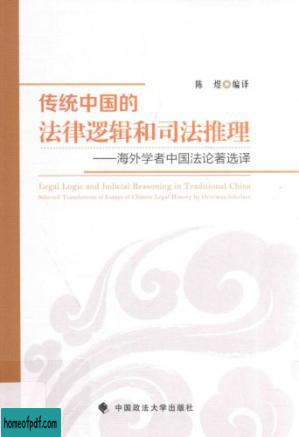 陈 煜 编译
传统中国的
法律逻辑和司法推理
——海外学者中国法论著选译
Legal Logic and Judicial Reasoning in Traditional China
Selected Translations of Essays of Chinese Legal History by Overseas Scholars
中国政法大学出版社
homeofpdf.com